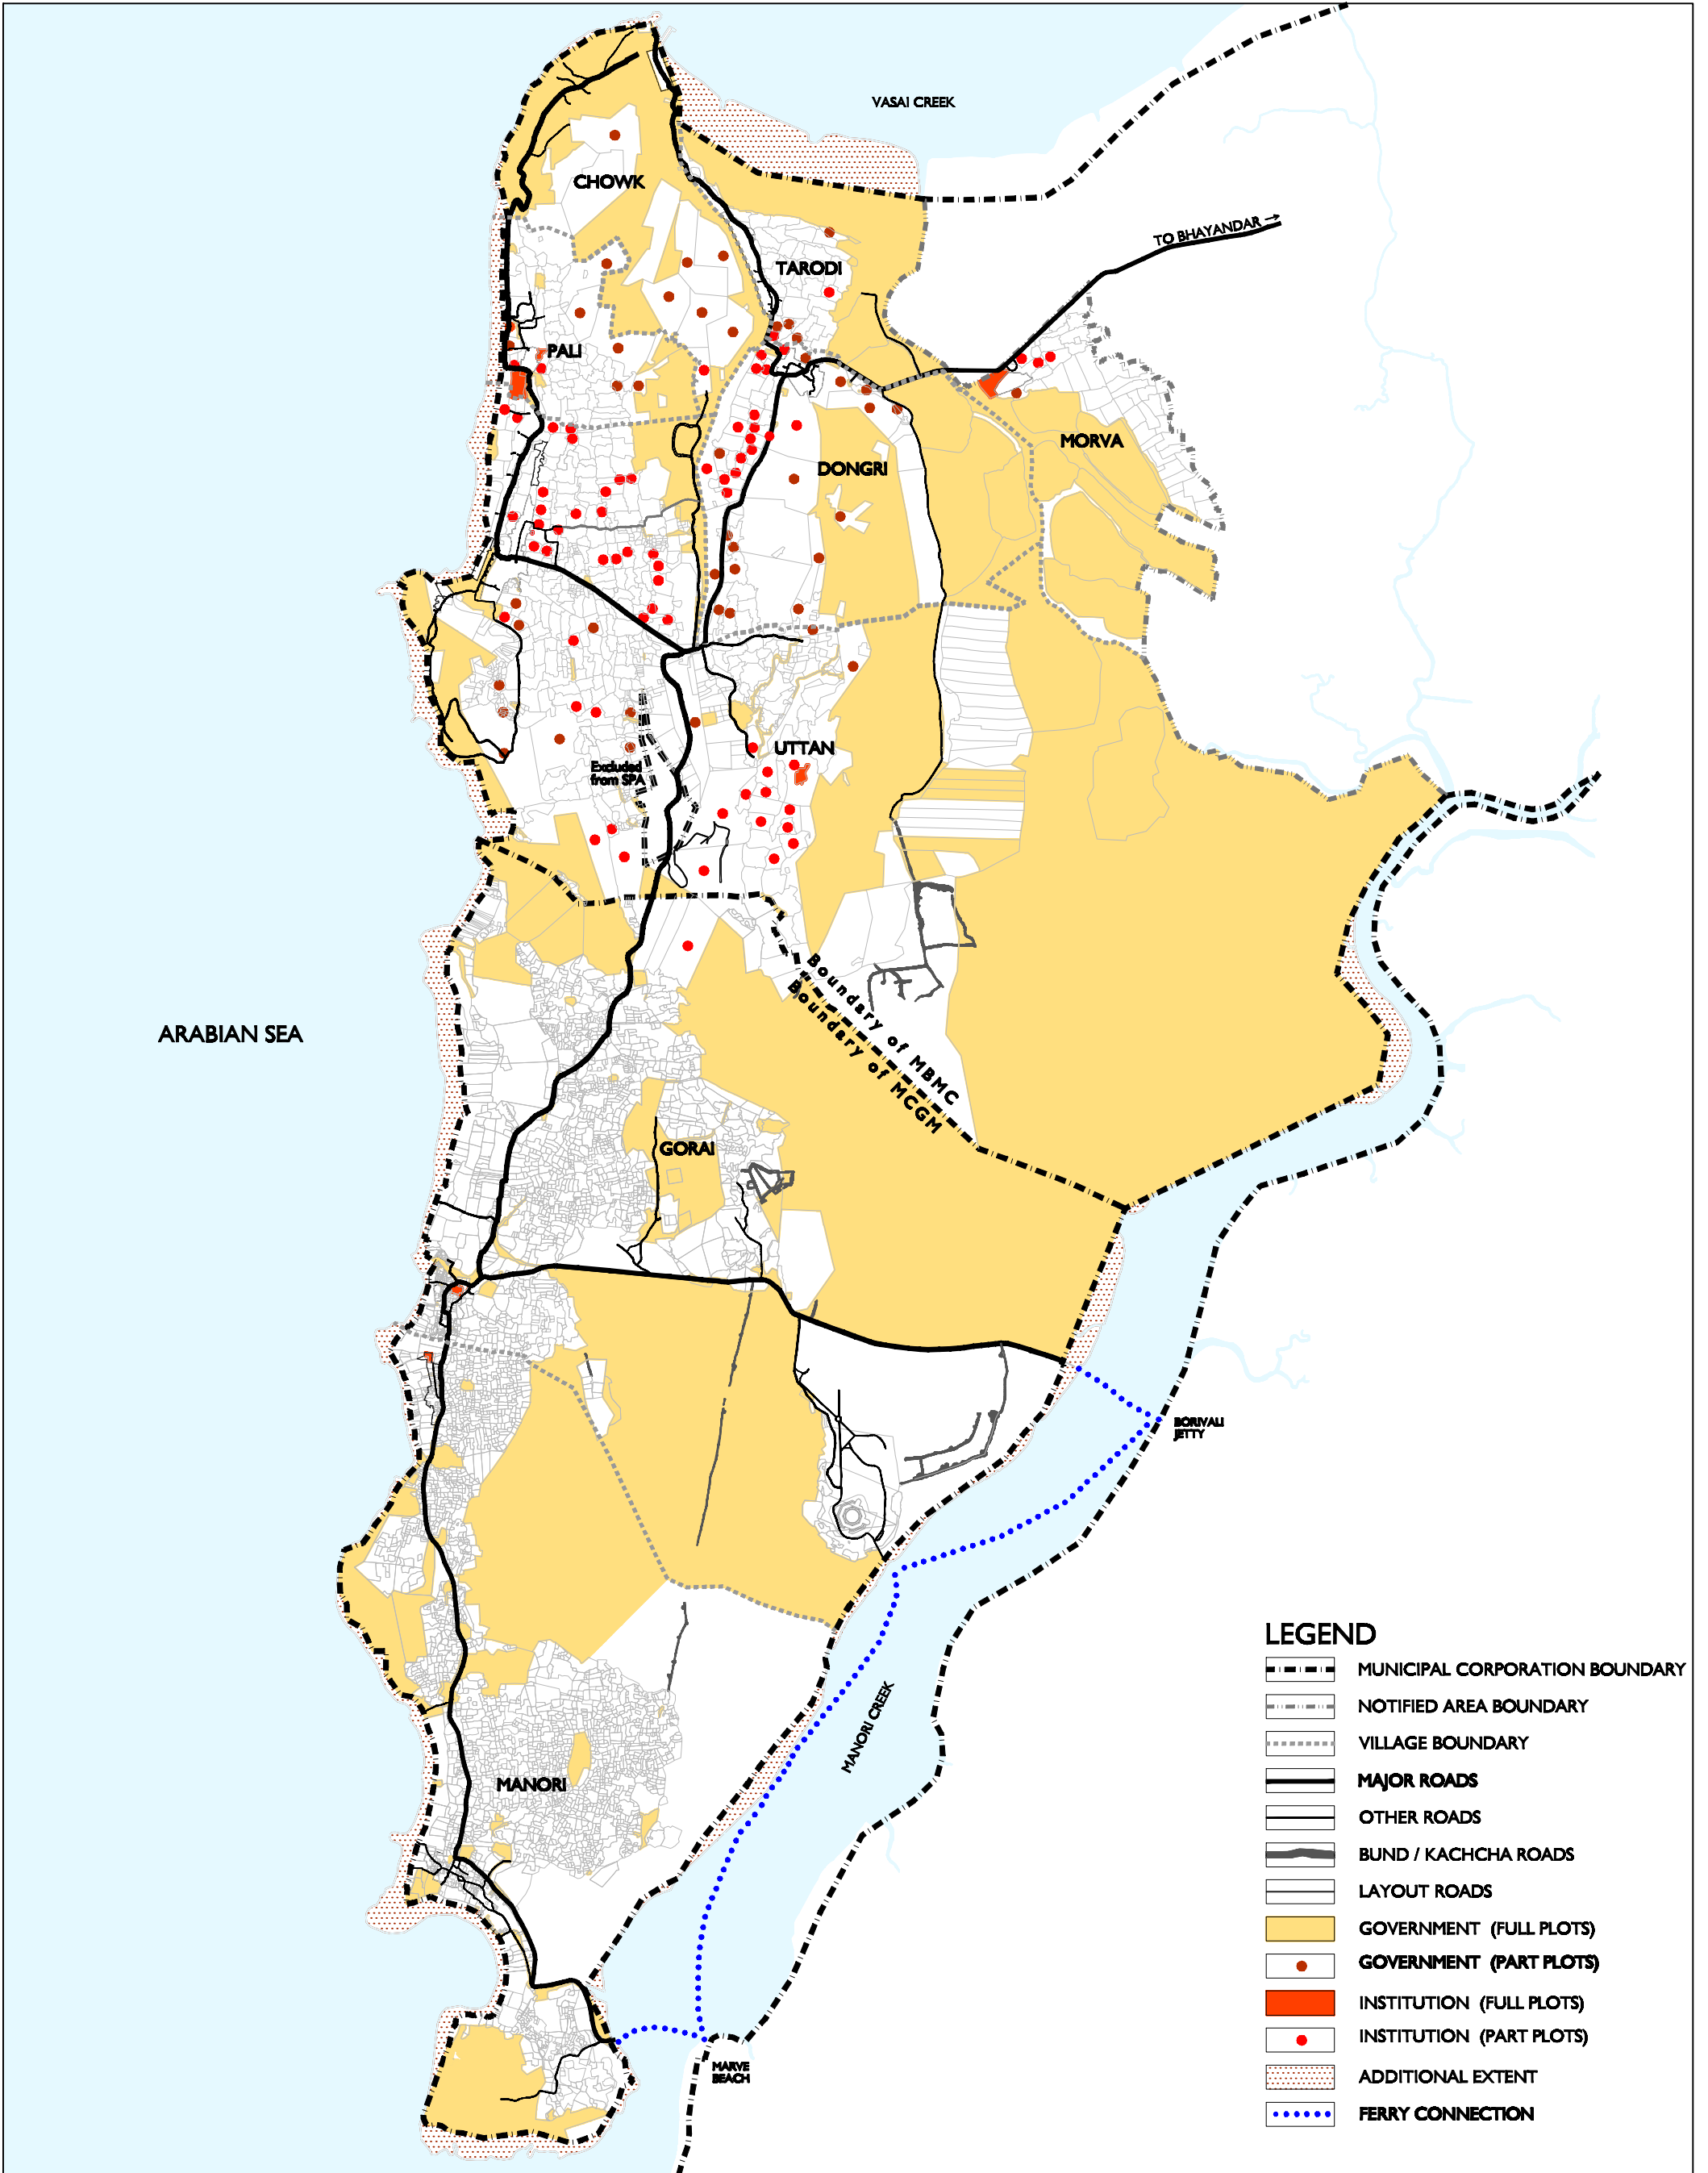 VASAI CREEK
CHOWK
TO BHAYANDAR →
TARODI
PALI
MORVA
DONGRI
UTTAN
Excluded
from SPA
Boundary of MBMC
Boundary of MCGM
ARABIAN SEA
GORAI
BORIVALI
JETTY
MANORI CREEK
MANORI
MARVE
BEACH
LEGEND
MUNICIPAL CORPORATION BOUNDARY
NOTIFIED AREA BOUNDARY
VILLAGE BOUNDARY
MAJOR ROADS
OTHER ROADS
BUND / KACHCHA ROADS
LAYOUT ROADS
GOVERNMENT (FULL PLOTS)
GOVERNMENT (PART PLOTS)
INSTITUTION (FULL PLOTS)
INSTITUTION (PART PLOTS)
ADDITIONAL EXTENT
FERRY CONNECTION